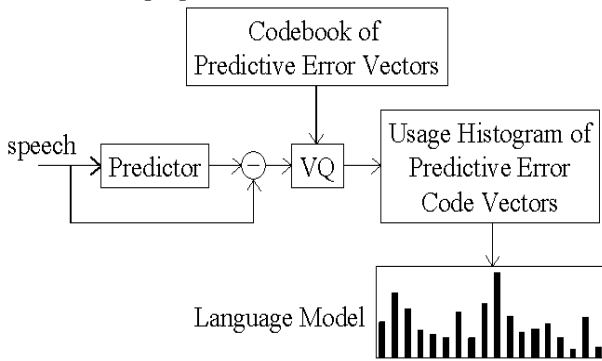 Codebook of
Predictive Error Vectors
speech
Predictor
−
VQ
Usage Histogram of
Predictive Error
Code Vectors
Language Model